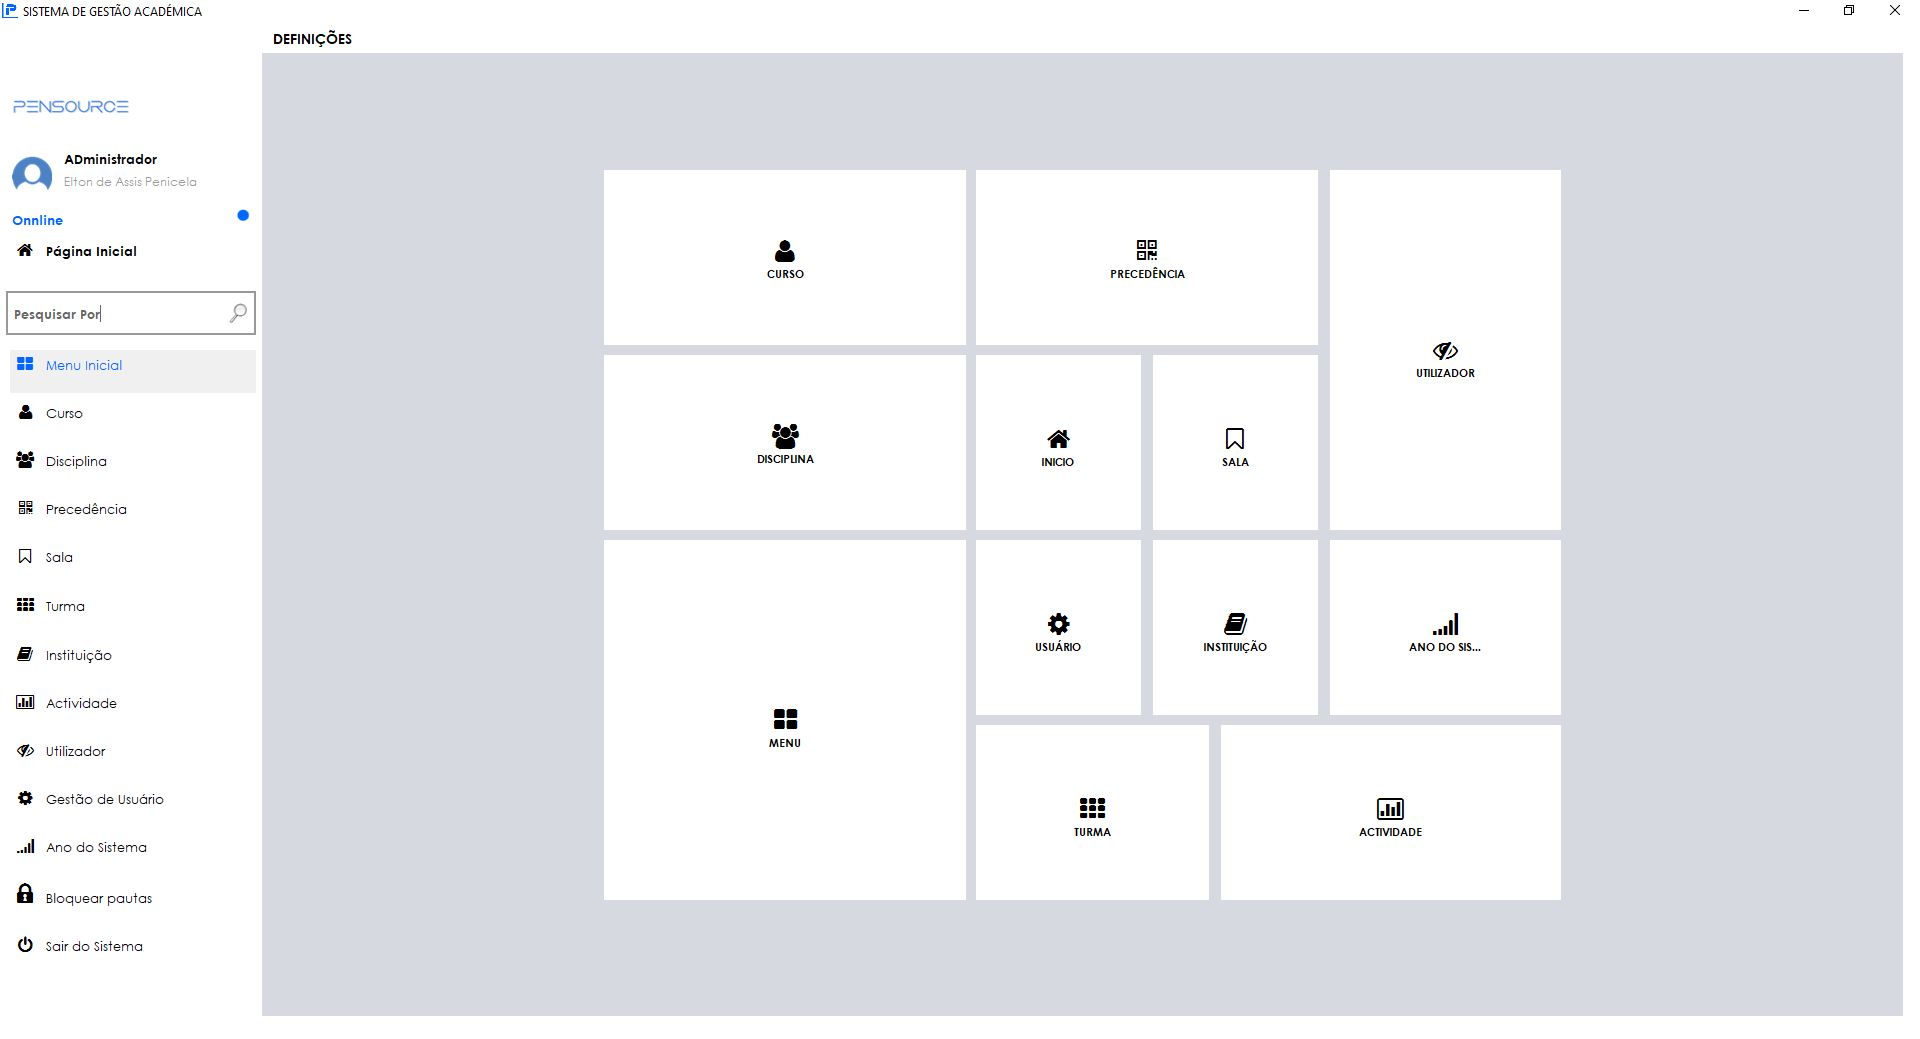 SISTEMA DE GESTÃO ACADÉMICA
DEFINIÇÕES
PENSOURCE
ADministrador
Elton de Assis Penicela
Onnline
Página Inicial
Pesquisar Por
Menu Inicial
Curso
Disciplina
Precedência
Sala
Turma
Instituição
Actividade
Utilizador
Gestão de Usuário
Ano do Sistema
Bloquear pautas
Sair do Sistema
CURSO
PRECEDÊNCIA
UTILIZADOR
DISCIPLINA
INICIO
SALA
MENU
USUÁRIO
INSTITUIÇÃO
ANO DO SIS...
TURMA
ACTIVIDADE